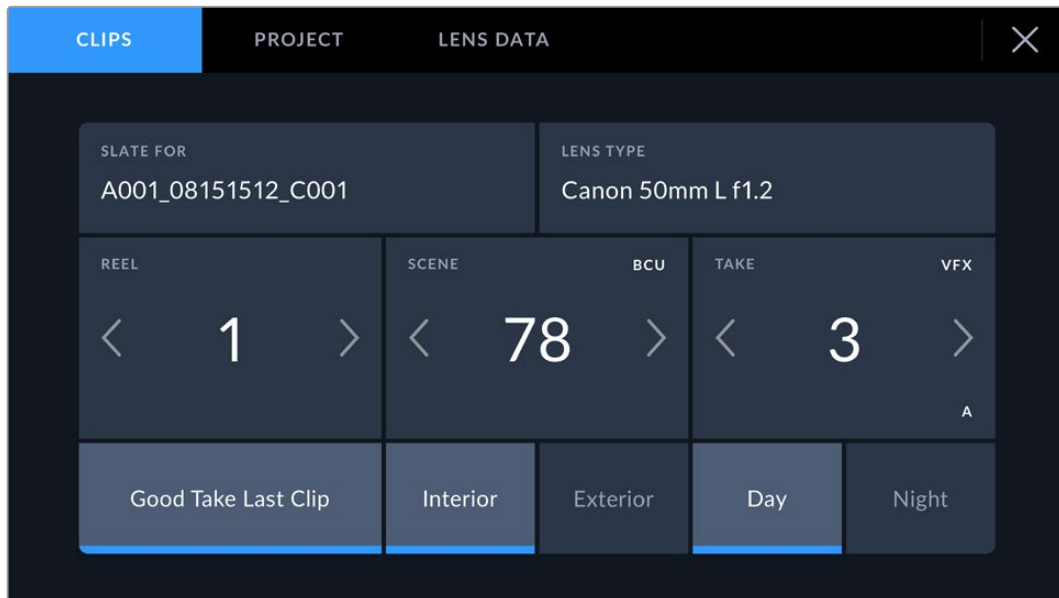 CLIPS PROJECT LENS DATA
SLATE FOR
A001_08151512_C001
LENS TYPE
Canon 50mm L f1.2
REEL
1
SCENE BCU
78
TAKE VFX
3
A
Good Take Last Clip
Interior
Exterior
Day
Night